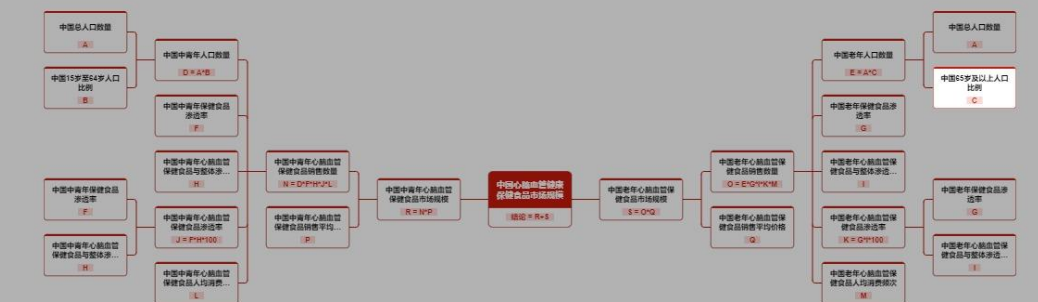 中国总人口数量
A
中国15岁至64岁人口
比例
B
中国中青年人口数量
D = A*B
中国中青年保健食品
渗透率
F
中国中青年心脑血管
保健食品与整体渗...
H
中国中青年保健食品
渗透率
F
中国中青年心脑血管
保健食品与整体渗...
H
中国中青年心脑血管
保健食品渗透率
J = F*H*100
中国中青年心脑血管
保健食品人均消费...
L
中国中青年心脑血管
保健食品销售数量
N = D*F*H*J*L
中国中青年心脑血管
保健食品销售平均...
P
中国中青年心脑血管
保健食品市场规模
R = N*P
中国心脑血管健康
保健食品市场规模
结论 = R+S
中国老年心脑血管保
健食品市场规模
S = O*Q
中国老年心脑血管保
健食品销售数量
O = E*G*I*K*M
中国老年心脑血管保
健食品销售平均价格
Q
中国老年人口数量
E = A*C
中国老年保健食品渗
透率
G
中国老年心脑血管保
健食品与整体渗透...
I
中国老年心脑血管保
健食品渗透率
K = G*I*100
中国老年心脑血管保
健食品人均消费频次
M
中国总人口数量
A
中国65岁及以上人口
比例
C
中国老年保健食品渗
透率
G
中国老年心脑血管保
健食品与整体渗透...
I